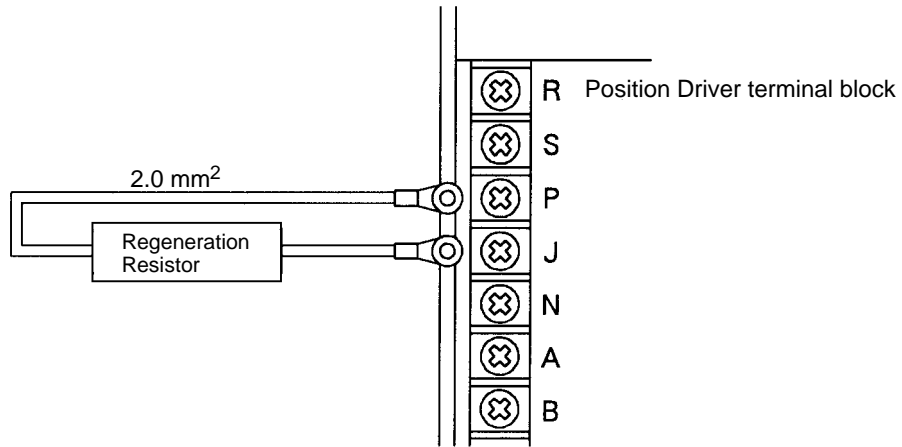 R Position Driver terminal block
S
2.0 mm²
P
Regeneration
Resistor
J
N
A
B